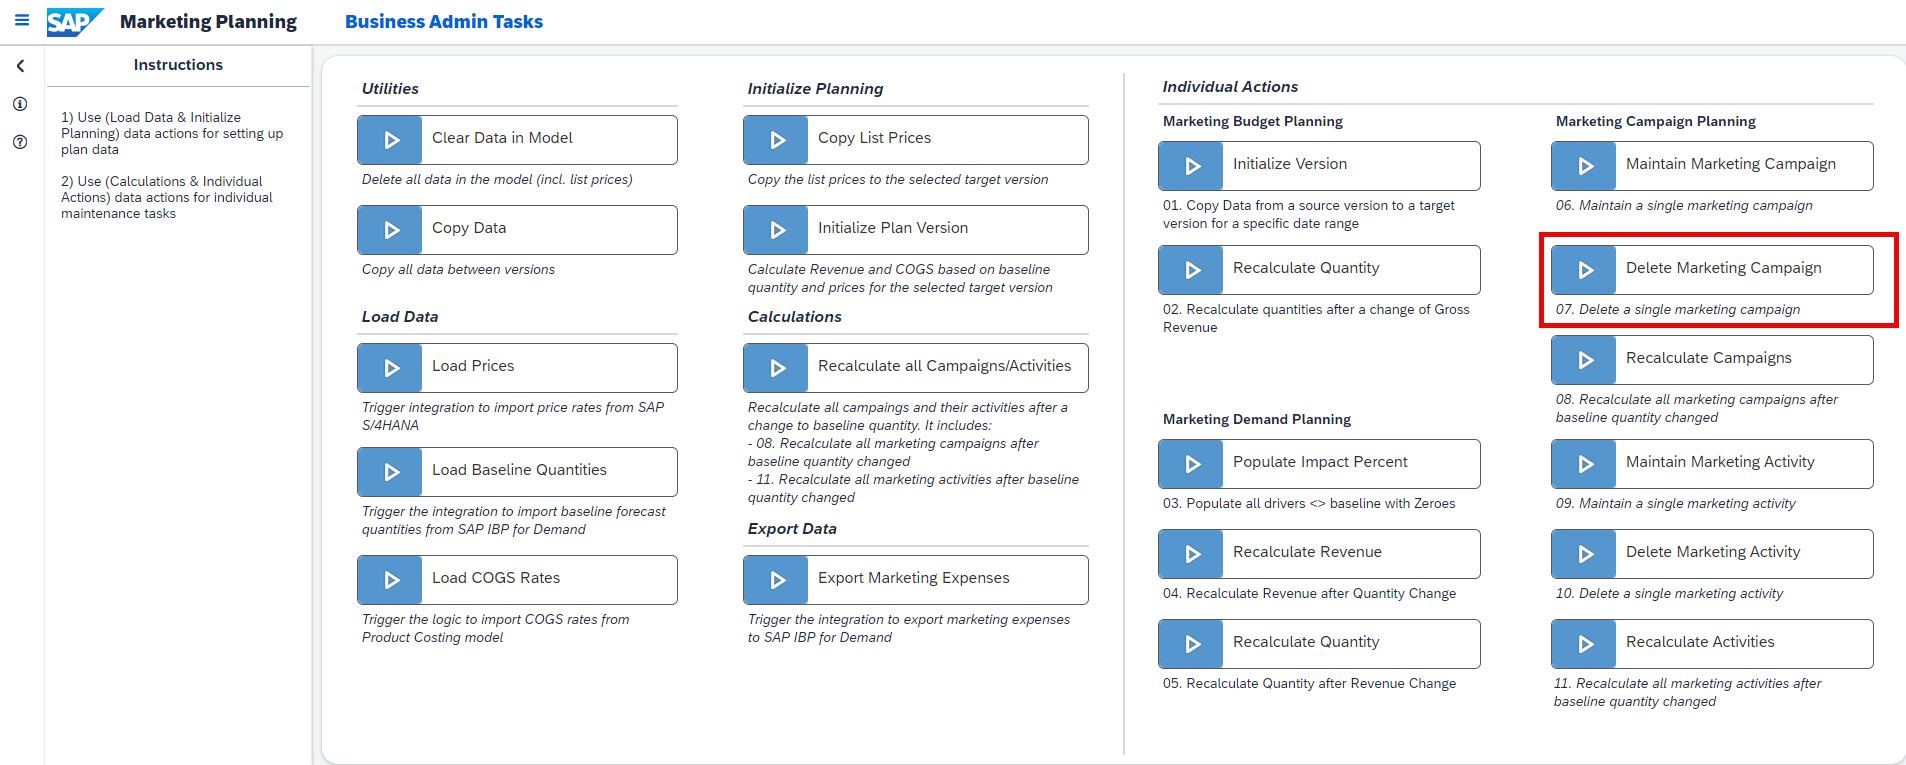 SAP Marketing Planning Business Admin Tasks
Instructions
1) Use (Load Data & Initialize
Planning) data actions for setting up
plan data
2) Use (Calculations & Individual
Actions) data actions for individual
maintenance tasks
Utilities
Clear Data in Model
Delete all data in the model (incl. list prices)
Copy Data
Copy all data between versions
Load Data
Load Prices
Trigger integration to import price rates from SAP
S/4HANA
Load Baseline Quantities
Trigger the integration to import baseline forecast
quantities from SAP IBP for Demand
Load COGS Rates
Trigger the logic to import COGS rates from
Product Costing model
Initialize Planning
Copy List Prices
Copy the list prices to the selected target version
Initialize Plan Version
Calculate Revenue and COGS based on baseline
quantity and prices for the selected target version
Calculations
Recalculate all Campaigns/Activities
Recalculate all campaings and their activities after a
change to baseline quantity. It includes:
- 08. Recalculate all marketing campaigns after
baseline quantity changed
- 11. Recalculate all marketing activities after baseline
quantity changed
Export Data
Export Marketing Expenses
Trigger the integration to export marketing expenses
to SAP IBP for Demand
Individual Actions
Marketing Budget Planning
Initialize Version
01. Copy Data from a source version to a target
version for a specific date range
Recalculate Quantity
02. Recalculate quantities after a change of Gross
Revenue
Marketing Demand Planning
Populate Impact Percent
03. Populate all drivers <> baseline with Zeroes
Recalculate Revenue
04. Recalculate Revenue after Quantity Change
Recalculate Quantity
05. Recalculate Quantity after Revenue Change
Marketing Campaign Planning
Maintain Marketing Campaign
06. Maintain a single marketing campaign
Delete Marketing Campaign
07. Delete a single marketing campaign
Recalculate Campaigns
08. Recalculate all marketing campaigns after
baseline quantity changed
Maintain Marketing Activity
09. Maintain a single marketing activity
Delete Marketing Activity
10. Delete a single marketing activity
Recalculate Activities
11. Recalculate all marketing activities after
baseline quantity changed